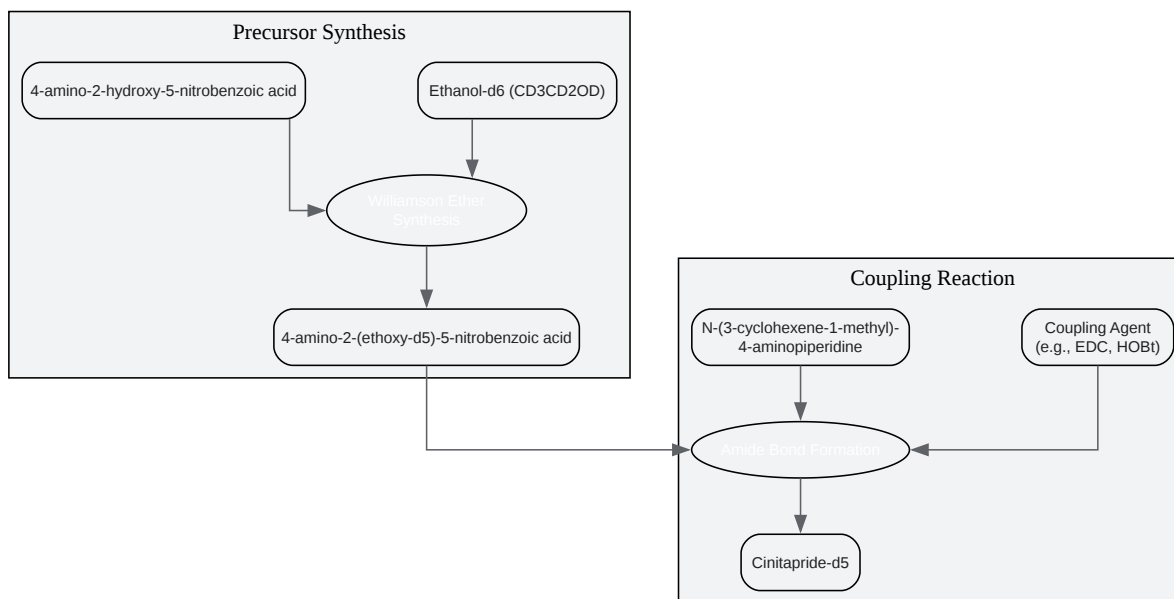 Precursor Synthesis
4-amino-2-hydroxy-5-nitrobenzoic acid
Ethanol-d6 (CD3CD2OD)
Williamson Ether
Synthesis
4-amino-2-(ethoxy-d5)-5-nitrobenzoic acid
Coupling Reaction
N-(3-cyclohexene-1-methyl)-
4-aminopiperidine
Coupling Agent
(e.g., EDC, HOBt)
Amide Bond Formation
Cinitapride-d5